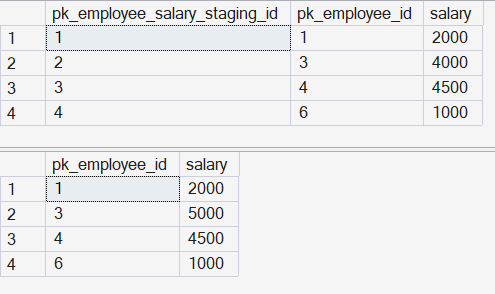 pk_employee_salary_staging_id pk_employee_id salary
1 1 1 2000
2 2 3 4000
3 3 4 4500
4 4 6 1000
pk_employee_id salary
1 1 2000
2 3 5000
3 4 4500
4 6 1000